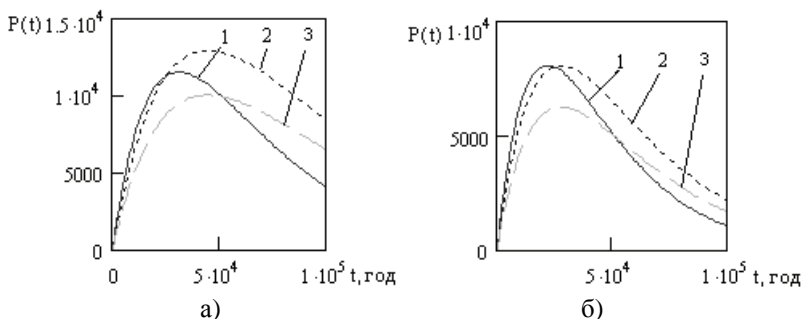 P(t) 1.5·10⁴
1·10⁴
5000
0
0
5·10⁴
1·10⁵ t, год
1
2
3
а)
P(t) 1·10⁴
5000
0
5·10⁴
1·10⁵ t, год
1
2
3
б)